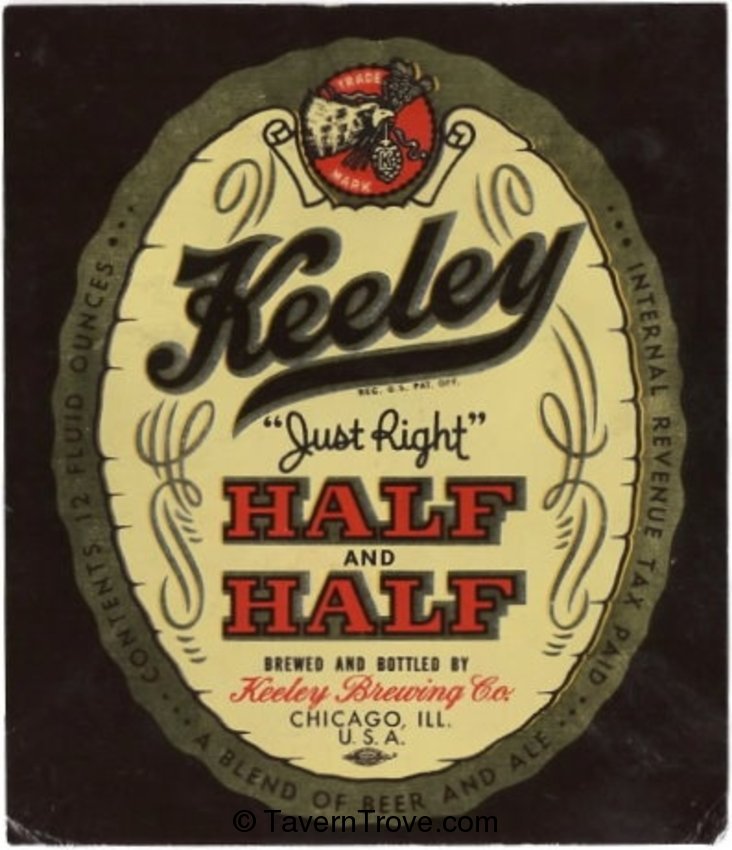 TRADE
K
MARK
Keeley
REG. U.S. PAT. OFF.
"Just Right"
HALF
AND
HALF
BREWED AND BOTTLED BY
Keeley Brewing Co.
CHICAGO, ILL.
U.S.A.
CONTENTS 12 FLUID OUNCES
INTERNAL REVENUE TAX PAID
A BLEND OF BEER AND ALE
© TavernTrove.com